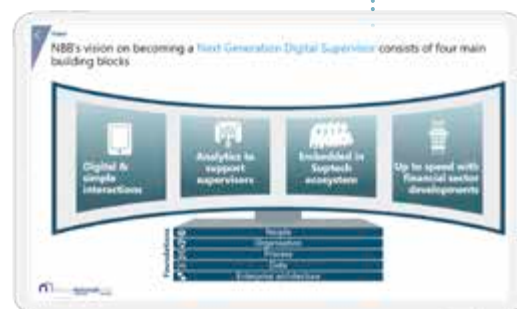 NBB's vision on becoming a Next Generation Digital Supervisor consists of four main
building blocks
Digital &
simple
interactions
Analytics to
support
supervisors
Embedded in
Suptech
ecosystem
Up to speed with
financial sector
developments
Foundations
People
Organisation
Process
Data
Enterprise architecture